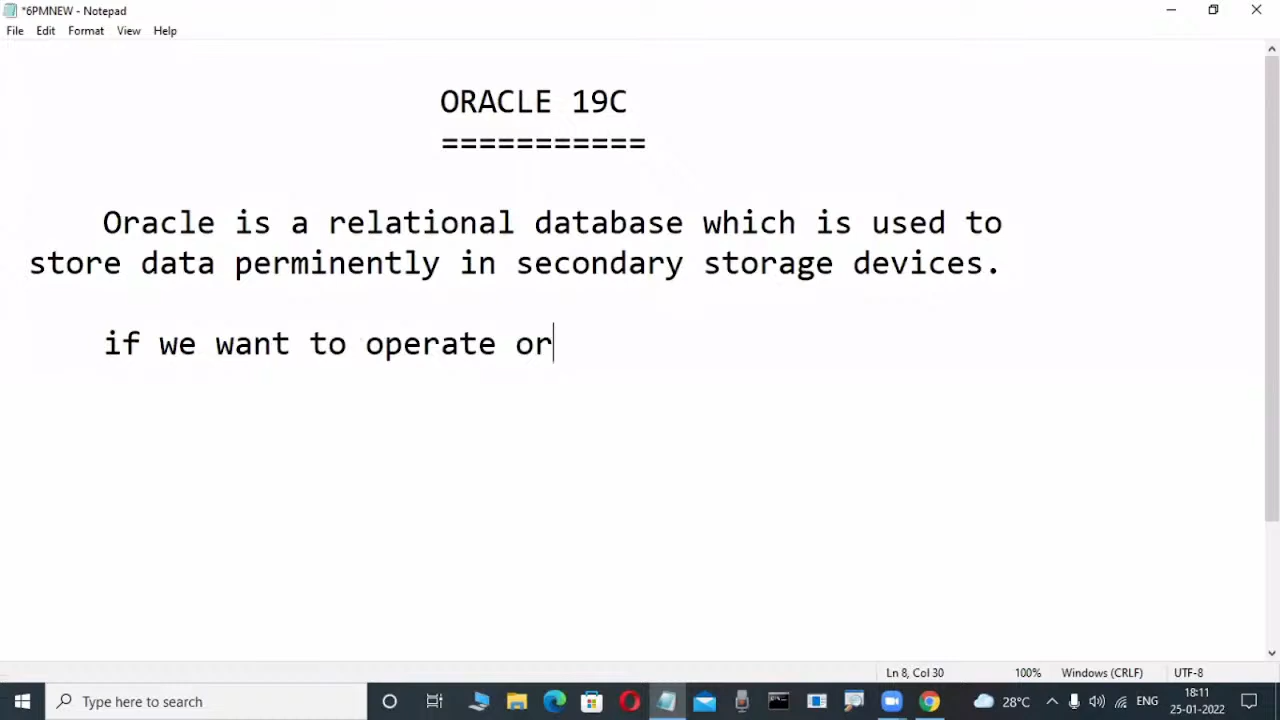 *6PMNEW - Notepad
File Edit Format View Help
ORACLE 19C
===========
Oracle is a relational database which is used to
store data perminently in secondary storage devices.
if we want to operate or
Ln 8, Col 30 100% Windows (CRLF) UTF-8
Type here to search
28°C ENG 18:11
25-01-2022